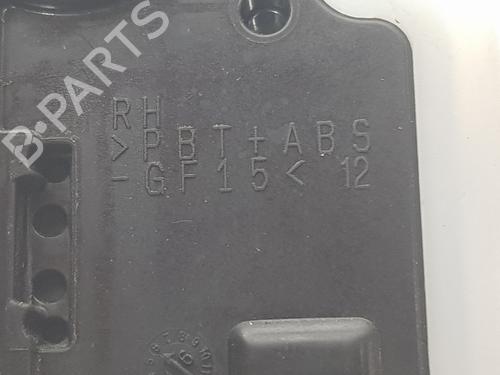 B-PARTS
RH
>PBT+ABS
-GF15< 12